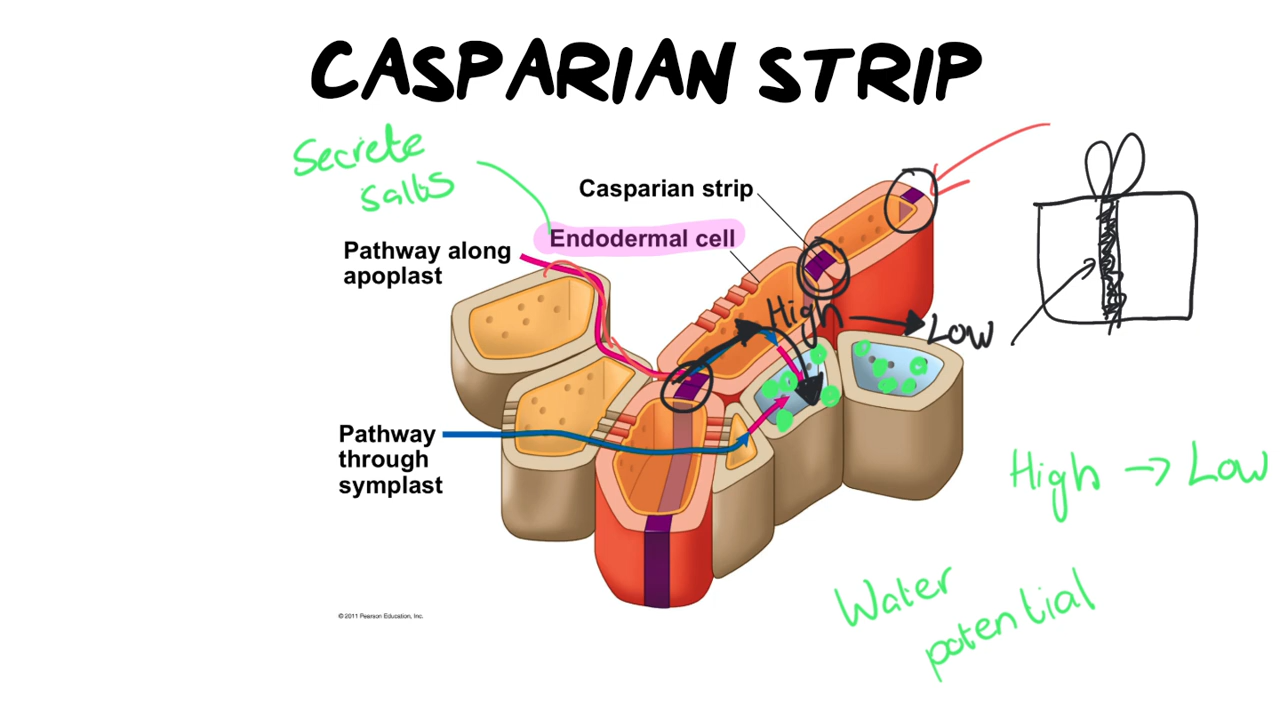 CASPARIAN STRIP
Secrete
salts
Casparian strip
Endodermal cell
Pathway along
apoplast
High → Low
Pathway
through
symplast
High → Low
Water
potential
© 2011 Pearson Education, Inc.